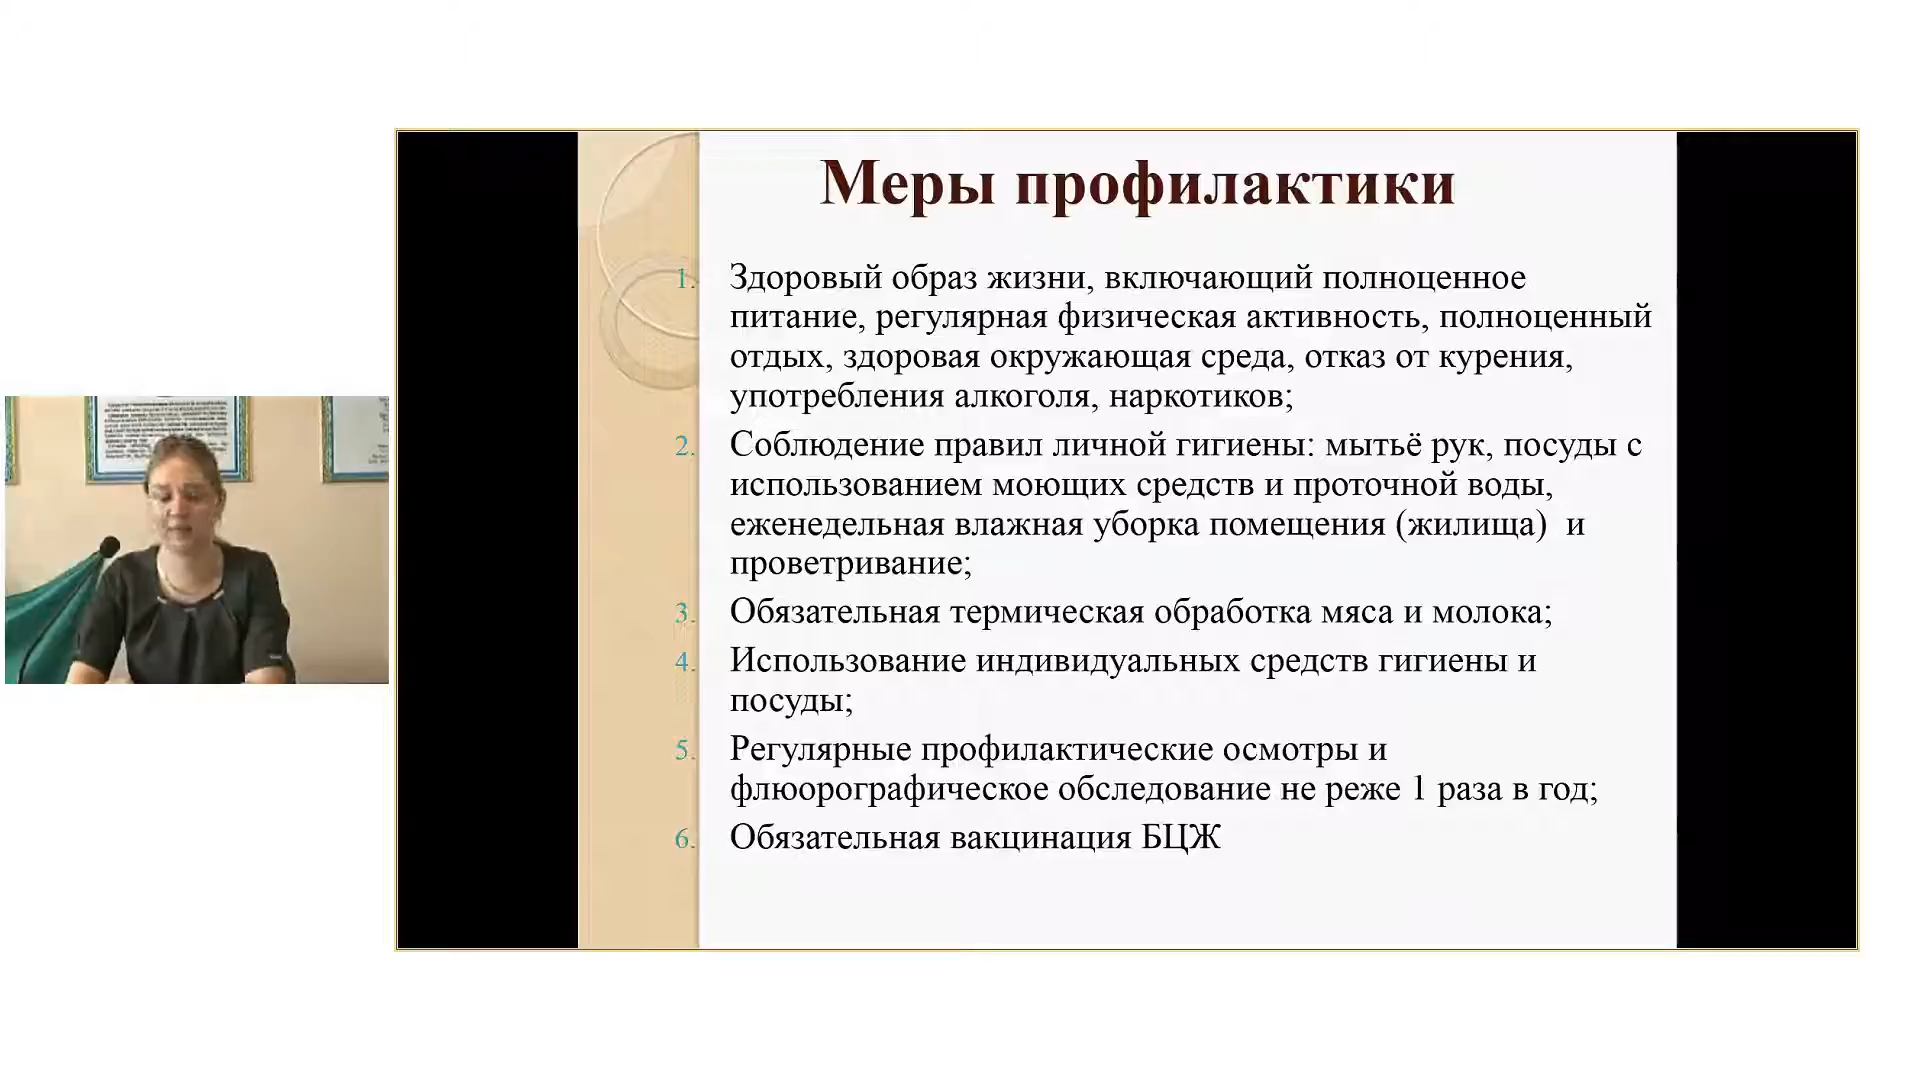 Меры профилактики
1. Здоровый образ жизни, включающий полноценное
питание, регулярная физическая активность, полноценный
отдых, здоровая окружающая среда, отказ от курения,
употребления алкоголя, наркотиков;
2. Соблюдение правил личной гигиены: мытьё рук, посуды с
использованием моющих средств и проточной воды,
еженедельная влажная уборка помещения (жилища) и
проветривание;
3. Обязательная термическая обработка мяса и молока;
4. Использование индивидуальных средств гигиены и
посуды;
5. Регулярные профилактические осмотры и
флюорографическое обследование не реже 1 раза в год;
6. Обязательная вакцинация БЦЖ